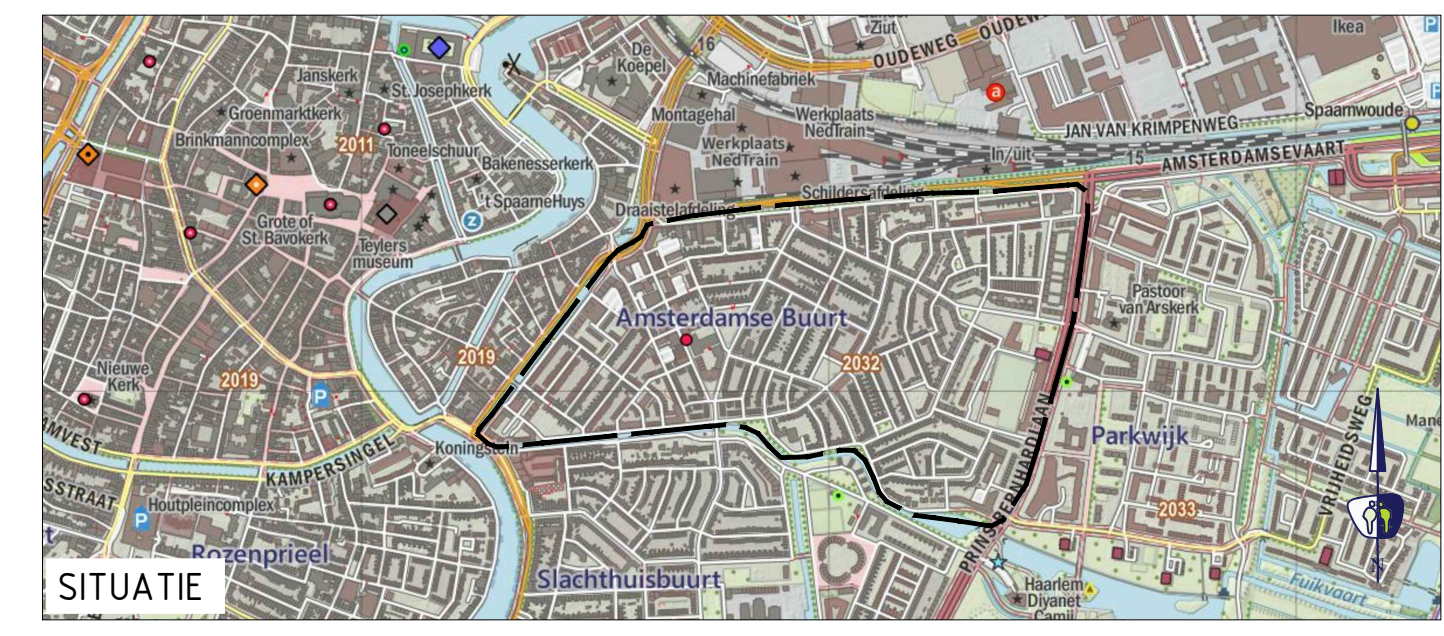 Ziut
OUDEWEG
OUDEW
Ikea
P
De
Koepel
16
Machinefabriek
Janskerk
St. Josephkerk
Groenmarktkerk
Montagehal
a
Spaarnwoude
P
Brinkmanncomplex
2011
Toneelschuur
Werkplaats
NedTrain
JAN VAN KRIMPENWEG
Bakenesserkerk
Werkplaats
NedTrain
In/uit
15
AMSTERDAMSEVAART
't SpaarneHuys
Schildersafdeling
Draaistelafdeling
Grote of
St. Bavokerk
Z
Teylers
museum
Pastoor
van Arskerk
Amsterdamse Buurt
2019
2032
Nieuwe
Kerk
2019
P
AMVEST
KAMPERSINGEL
Koningstein
PRINS BERNHARDLAAN
Parkwijk
VRIJHEIDSWEG
Mane
SSTRAAT
Houtpleincomplex
P
2033
t
Rozenprieel
Slachthuisbuurt
Haarlem
Diyanet
Camii
Fuikvaart
N
SITUATIE